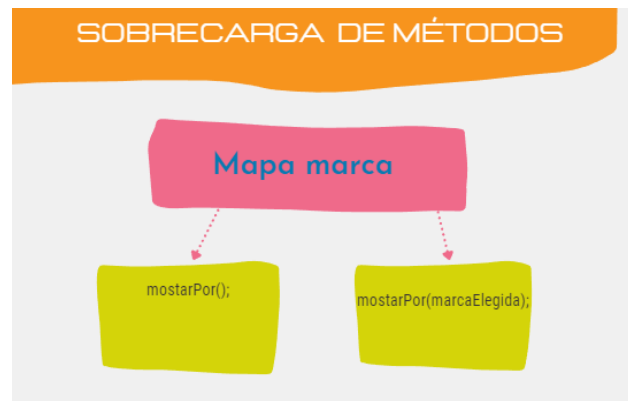 SOBRECARGA DE MÉTODOS
Mapa marca
mostarPor();
mostarPor(marcaElegida);